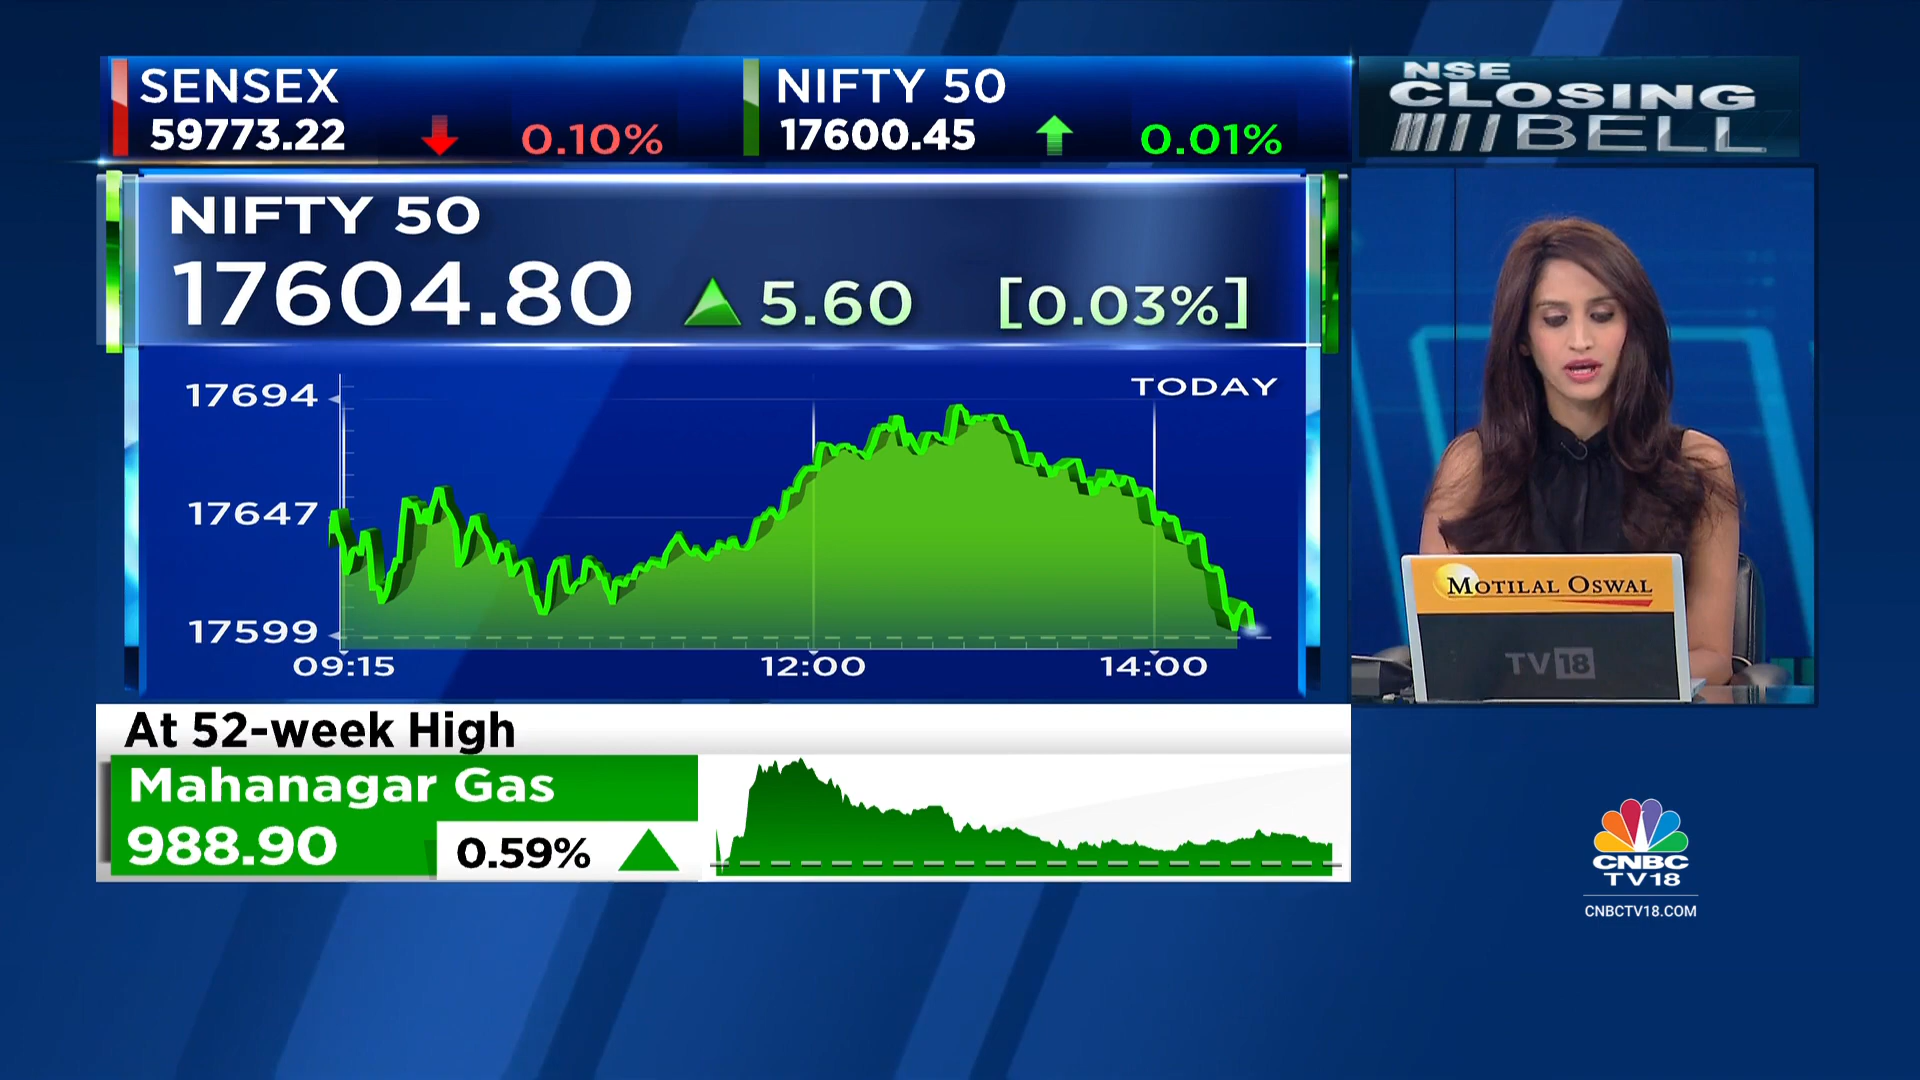 SENSEX
59773.22 0.10%
NIFTY 50
17600.45 0.01%
NSE
CLOSING
BELL
NIFTY 50
17604.80 5.60 [0.03%]
TODAY
17694
17647
17599
09:15 12:00 14:00
MOTILAL OSWAL
TV18
At 52-week High
Mahanagar Gas
988.90 0.59%
CNBC
TV18
CNBCTV18.COM